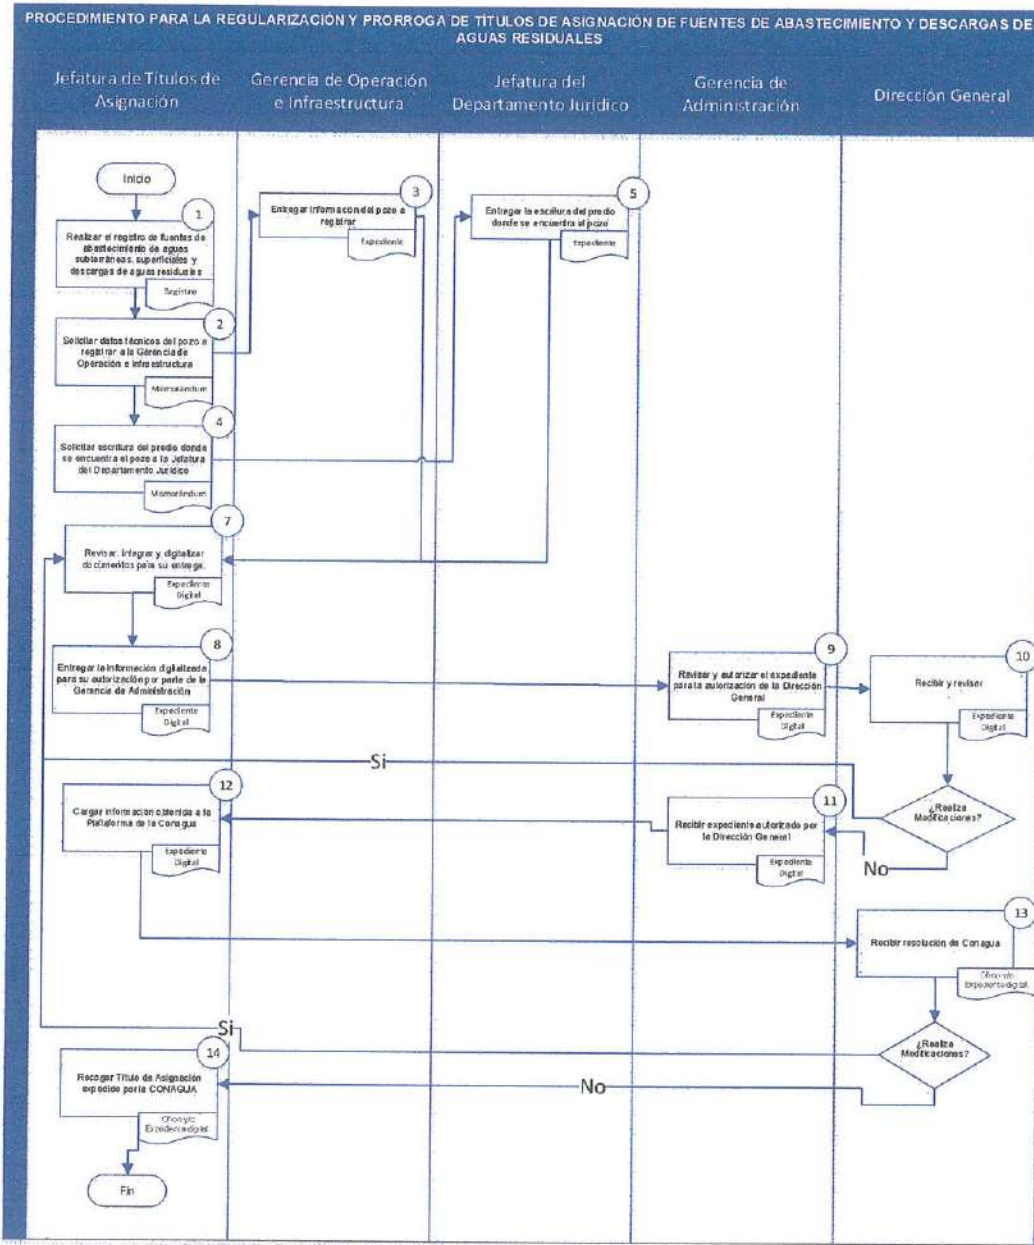 PROCEDIMIENTO PARA LA REGULARIZACIÓN Y PRORROGA DE TÍTULOS DE ASIGNACIÓN DE FUENTES DE ABASTECIMIENTO Y DESCARGAS DE
AGUAS RESIDUALES
Jefatura de Titulos de
Asignación
Gerencia de Operación
e Infraestructura
Jefatura del
Departamento Jurídico
Gerencia de
Administración
Dirección General
Inicio
1
Realizar el registro de fuentes de
abastecimiento de aguas
subterráneas, superficiales y
descargas de aguas residuales
Registro
2
Solicitar datos técnicos del pozo a
registrar a la Gerencia de
Operación e Infraestructura
Memorándum
3
Entregar información del pozo a
registrar
Expediente
4
Solicitar escritura del predio donde
se encuentra el pozo a la Jefatura
del Departamento Jurídico
Memorándum
5
Entregar la escritura del predio
donde se encuentra el pozo
Expediente
7
Revisar, integrar y digitalizar
documentos para su entrega.
Expediente
Digital
8
Entregar la información digitalizada
para su autorización por parte de la
Gerencia de Administración
Expediente
Digital
9
Revisar y autorizar el expediente
para la autorización de la Dirección
General
Expediente
Digital
10
Recibir y revisar
Expediente
Digital
¿Realiza
Modificaciones?
Si
No
11
Recibir expediente autorizado por
la Dirección General
Expediente
Digital
12
Cargar información obtenida a la
Plataforma de la Conagua
Expediente
Digital
13
Recibir resolución de Conagua
Oficio y/o
Expediente digital
¿Realiza
Modificaciones?
Si
No
14
Recoger Título de Asignación
expedido por la CONAGUA
Oficio y/o
Expediente digital
Fin